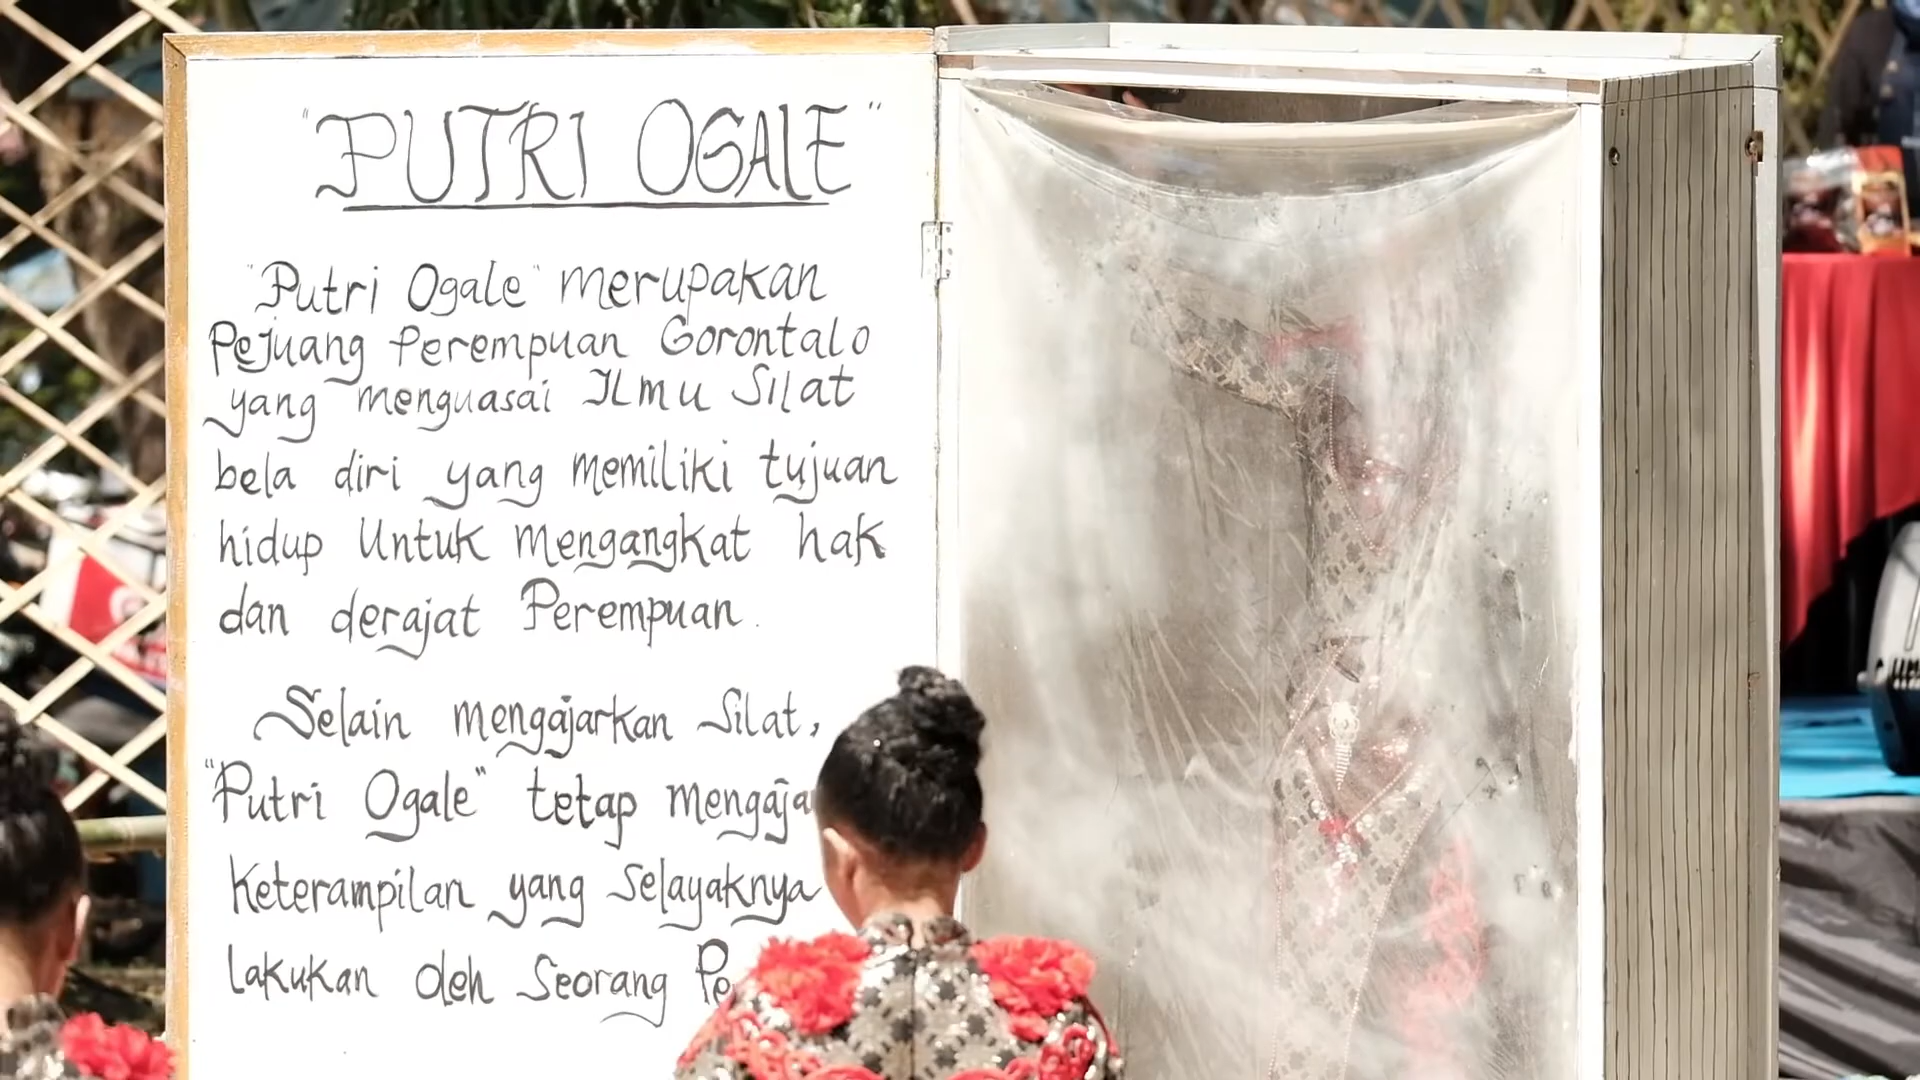 "PUTRI OGALE"
"Putri Ogale" merupakan
Pejuang Perempuan Gorontalo
yang menguasai Ilmu Silat
bela diri yang memiliki tujuan
hidup Untuk mengangkat hak
dan derajat Perempuan.
Selain mengajarkan Silat,
"Putri Ogale" tetap
Keterampilan yang Selayaknya
lakukan oleh Seorang